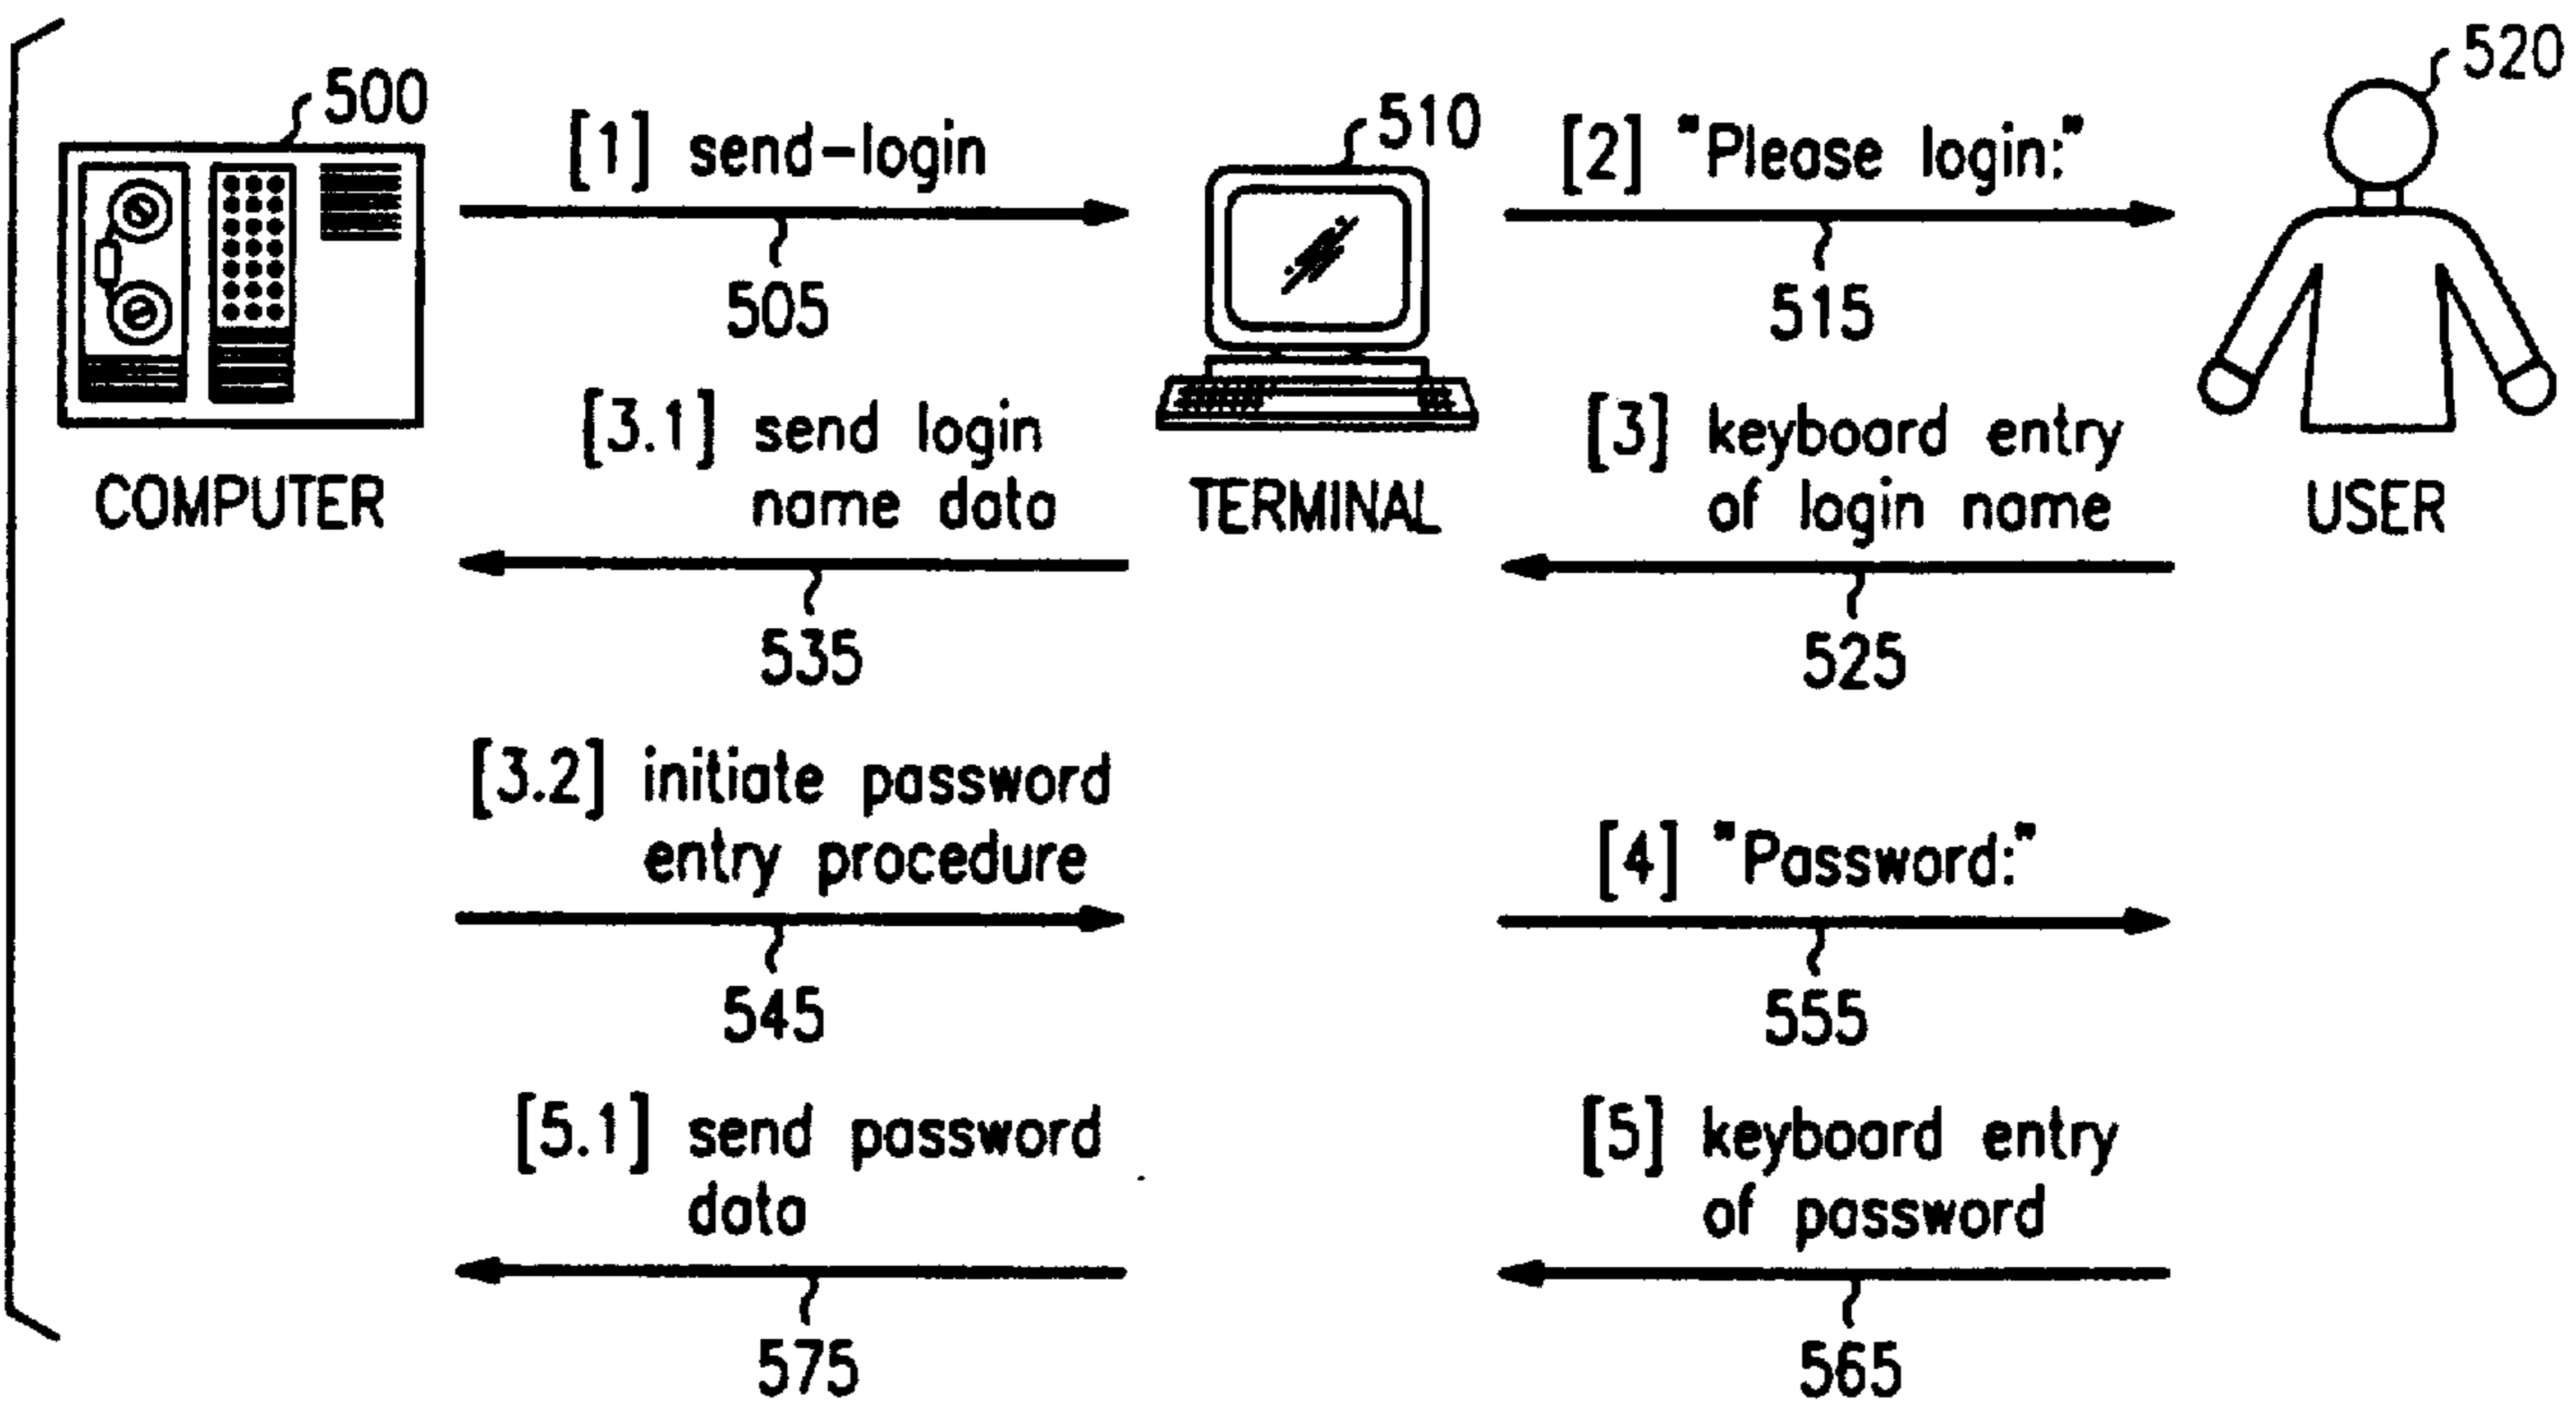 500
[1] send-login
505
510
[2] "Please login:"
515
520
COMPUTER
[3.1] send login
name data
535
TERMINAL
[3] keyboard entry
of login name
525
USER
[3.2] initiate password
entry procedure
545
[4] "Password:"
555
[5.1] send password
data
575
[5] keyboard entry
of password
565